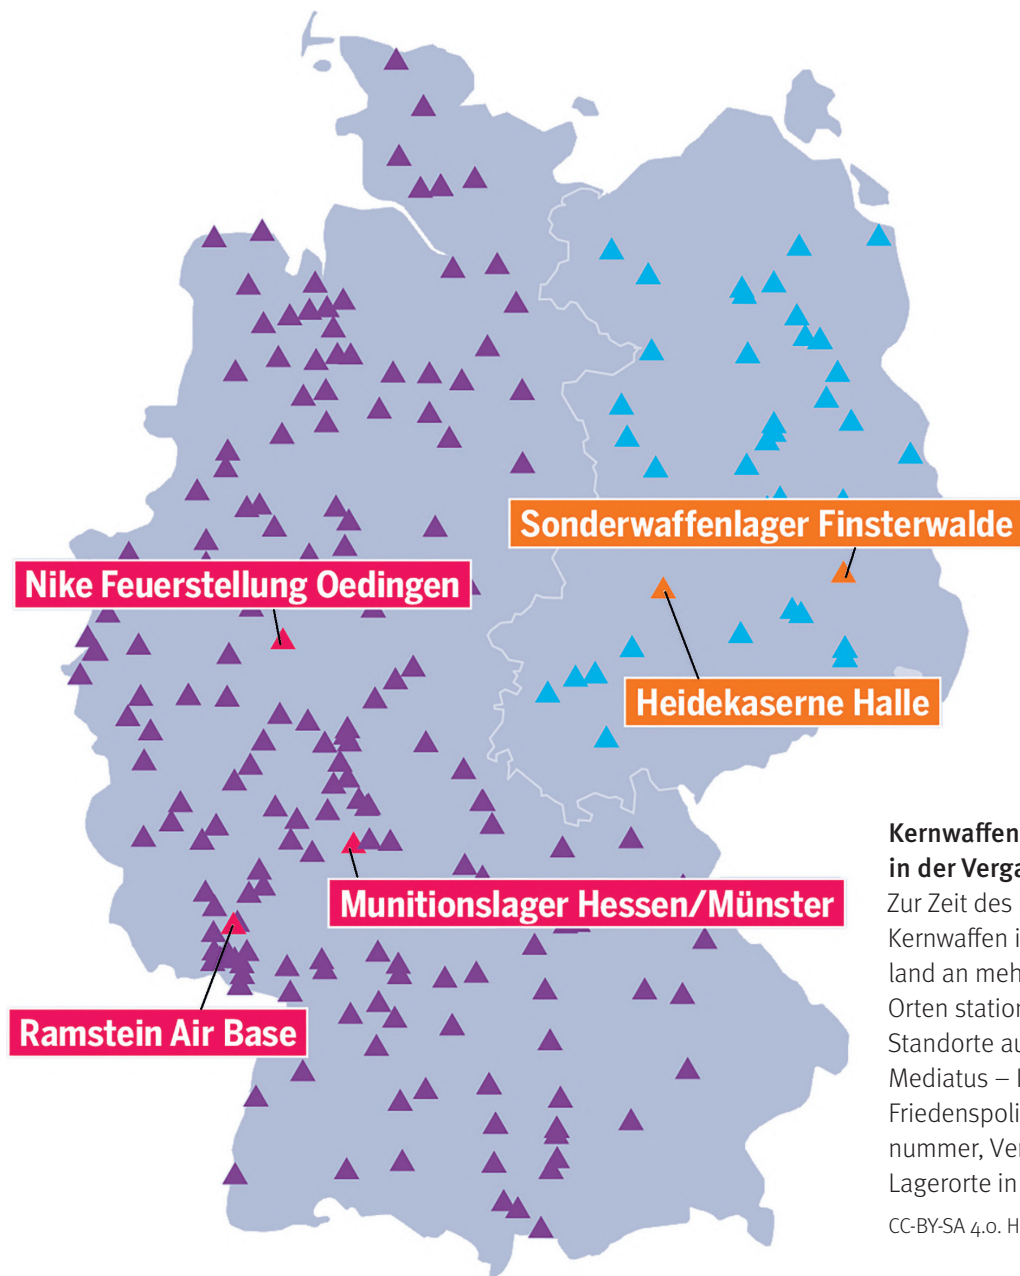 Sonderwaffenlager Finsterwalde
Nike Feuerstellung Oedingen
Heidekaserne Halle
Munitionslager Hessen/Münster
Ramstein Air Base
Kernwaffen
in der Verga
Zur Zeit des
Kernwaffen i
land an meh
Orten station
Standorte au
Mediatus –
Friedenspoli
nummer, Ver
Lagerorte in
CC-BY-SA 4.0. H